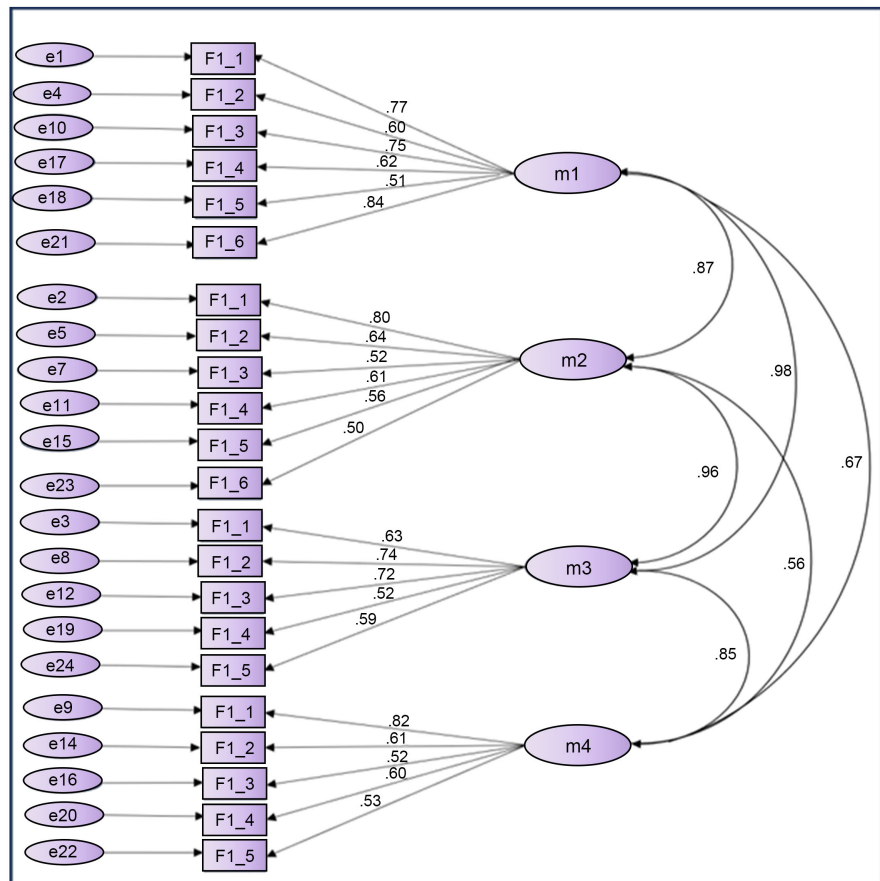 e1
F1_1
e4
F1_2
e10
F1_3
e17
F1_4
e18
F1_5
e21
F1_6
.77
.60
.75
.62
.51
.84
m1
e2
F1_1
e5
F1_2
e7
F1_3
e11
F1_4
e15
F1_5
e23
F1_6
.80
.64
.52
.61
.56
.50
m2
e3
F1_1
e8
F1_2
e12
F1_3
e19
F1_4
e24
F1_5
.63
.74
.72
.52
.59
m3
e9
F1_1
e14
F1_2
e16
F1_3
e20
F1_4
e22
F1_5
.82
.61
.52
.60
.53
m4
.87
.98
.67
.96
.56
.85